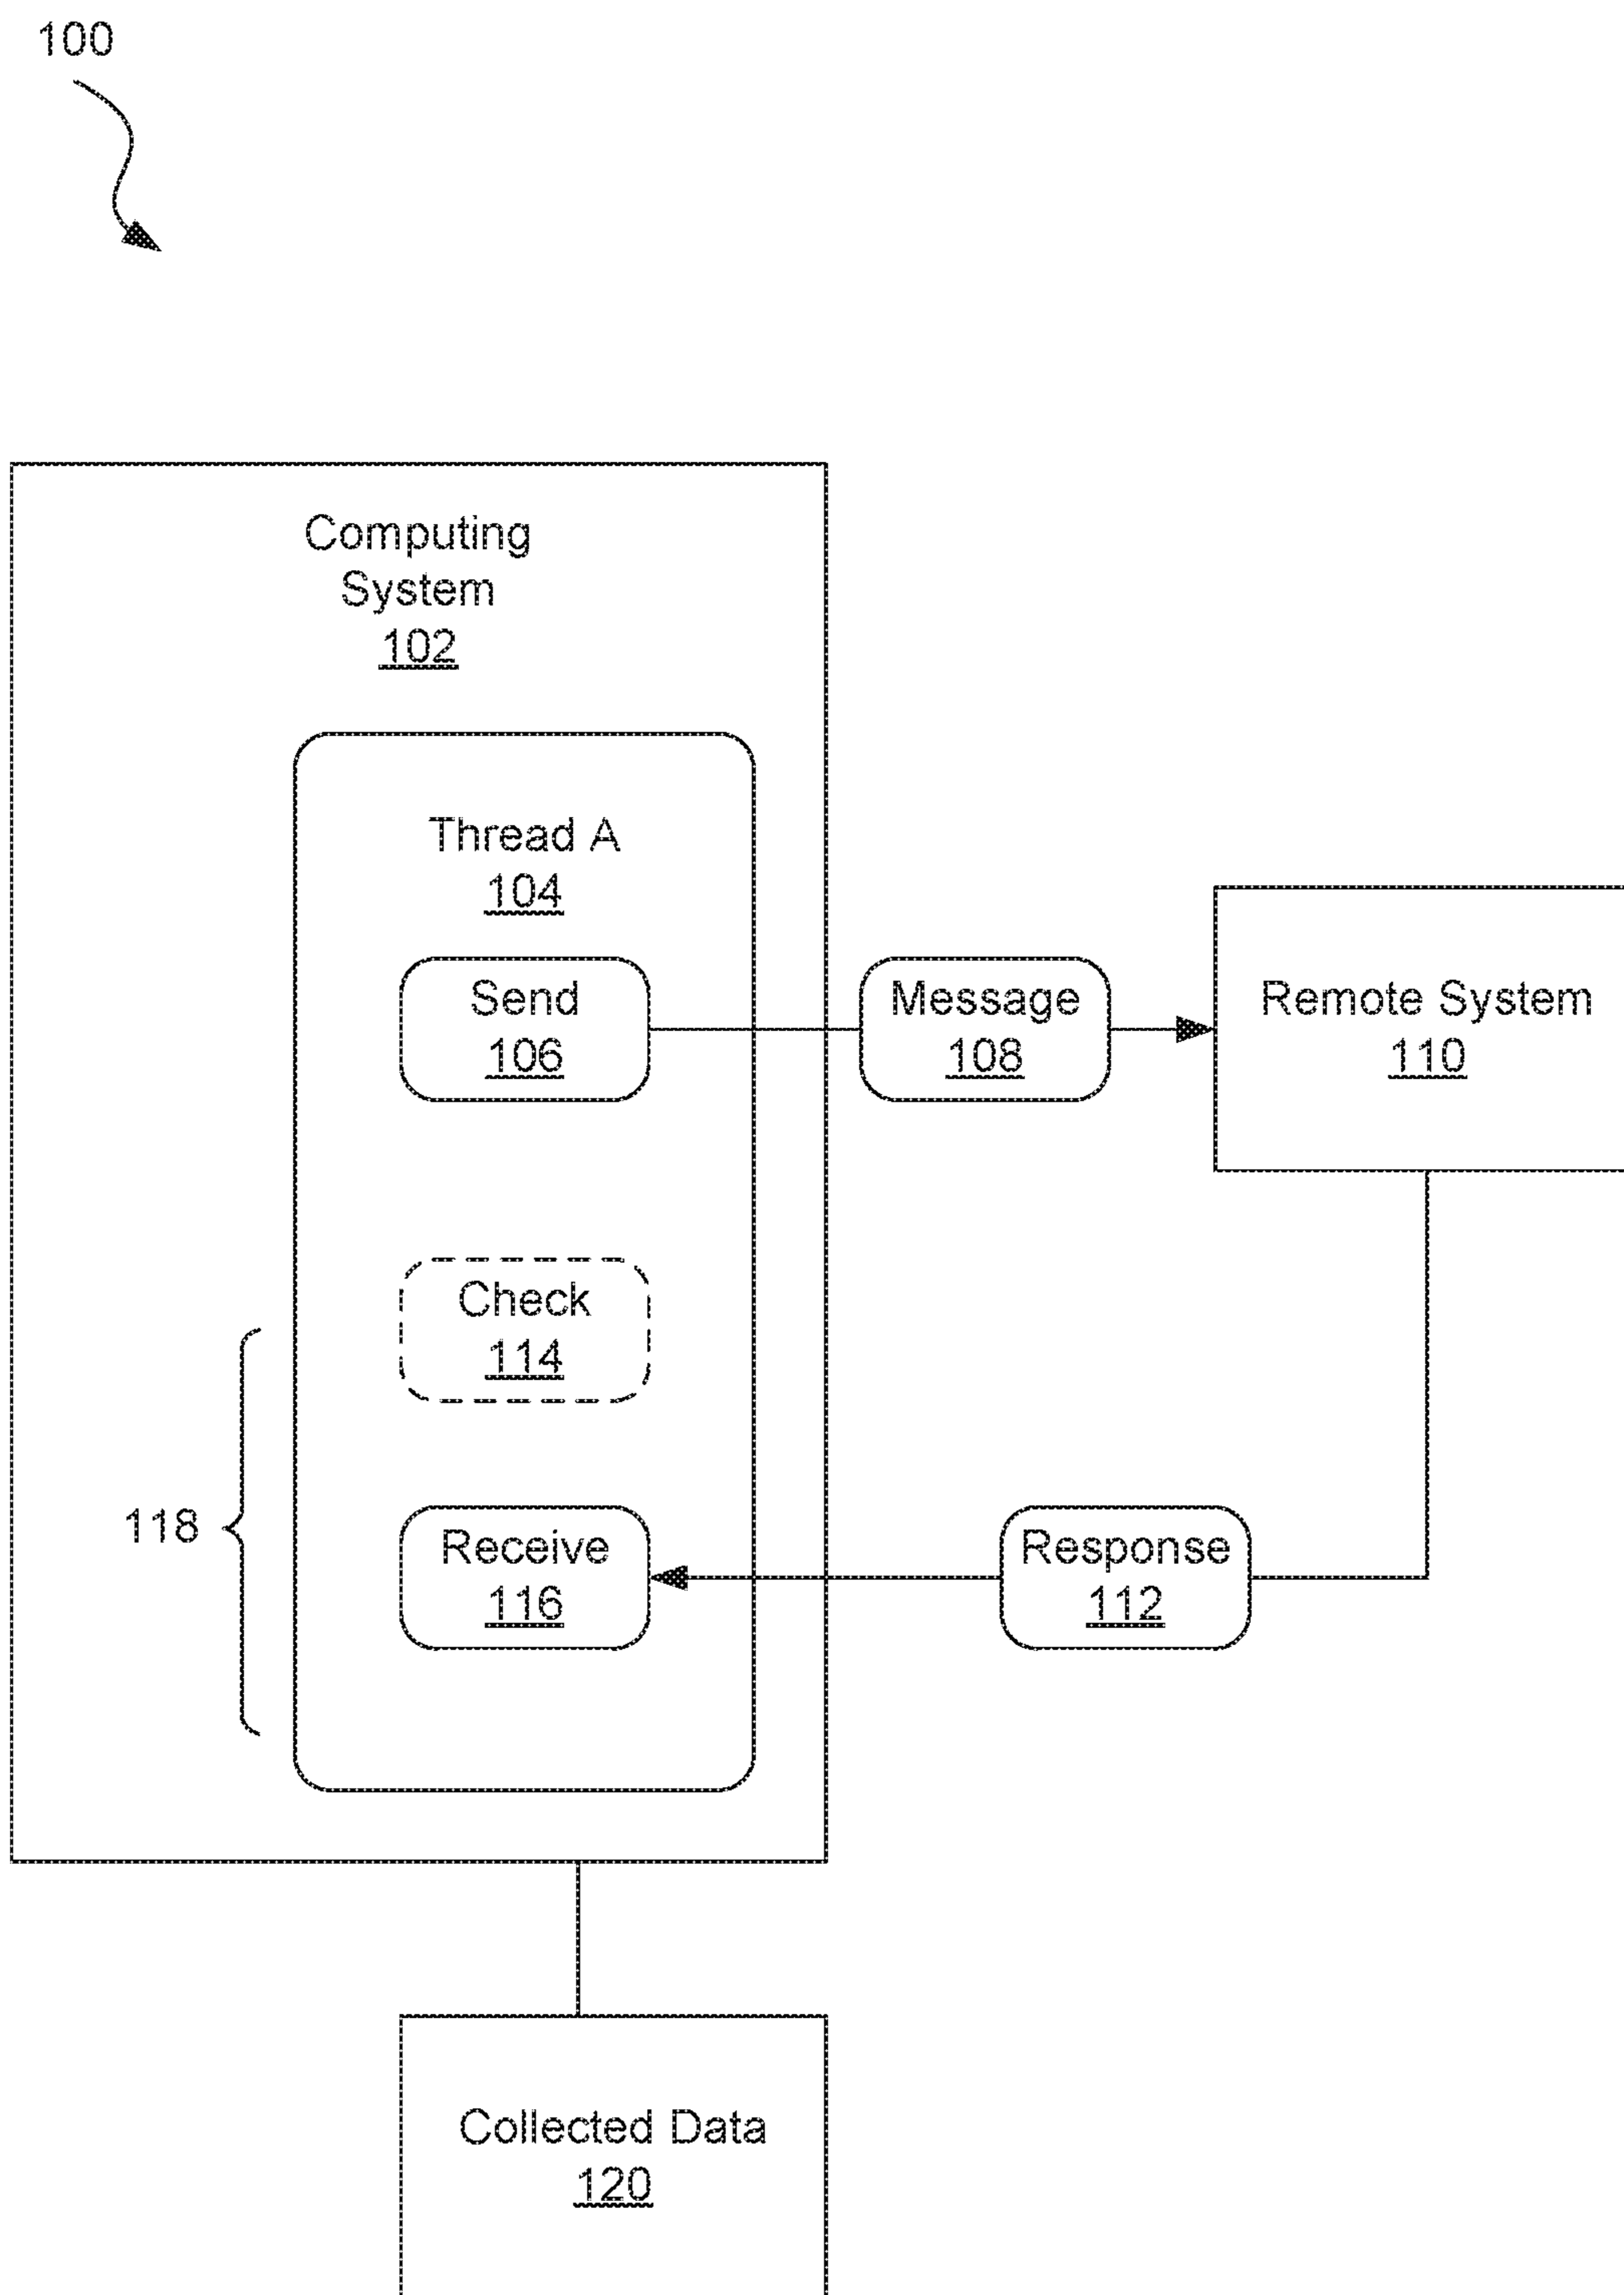 100
Computing
System
102
Thread A
104
Send
106
Message
108
Remote System
110
Check
114
118
Receive
116
Response
112
Collected Data
120